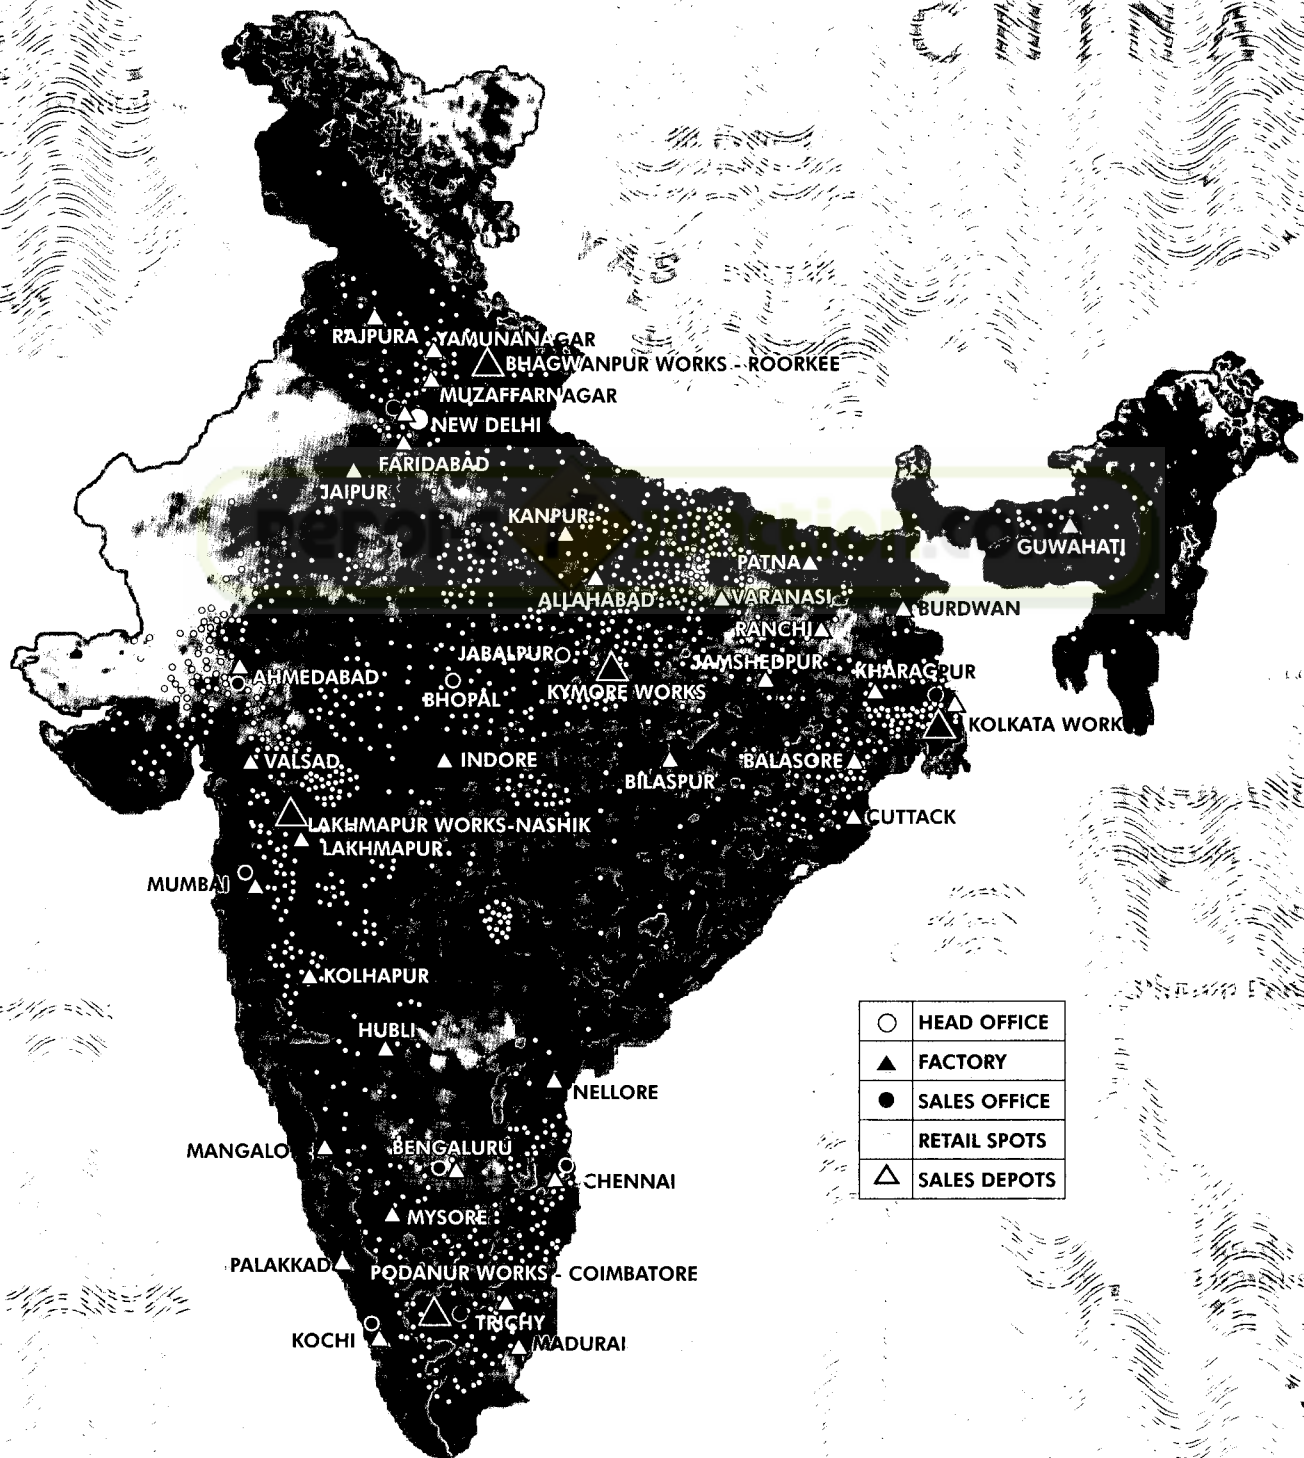 CHINA
RAJPURA
YAMUNANAGAR
BHAGWANPUR WORKS - ROORKEE
MUZAFFARNAGAR
NEW DELHI
FARIDABAD
JAIPUR
KANPUR
GUWAHATI
PATNA
ALLAHABAD
VARANASI
BURDWAN
RANCHI
JABALPUR
JAMSHEDPUR
KHARAGPUR
AHMEDABAD
BHOPAL
KYMORE WORKS
KOLKATA WORK
VALSAD
INDORE
BILASPUR
BALASORE
CUTTACK
LAKHMAPUR WORKS-NASHIK
LAKHMAPUR
MUMBAI
KOLHAPUR
HUBLI
NELLORE
MANGALO
BENGALURU
CHENNAI
MYSORE
PALAKKAD
PODANUR WORKS - COIMBATORE
TRICHY
KOCHI
MADURAI
HEAD OFFICE
FACTORY
SALES OFFICE
RETAIL SPOTS
SALES DEPOTS